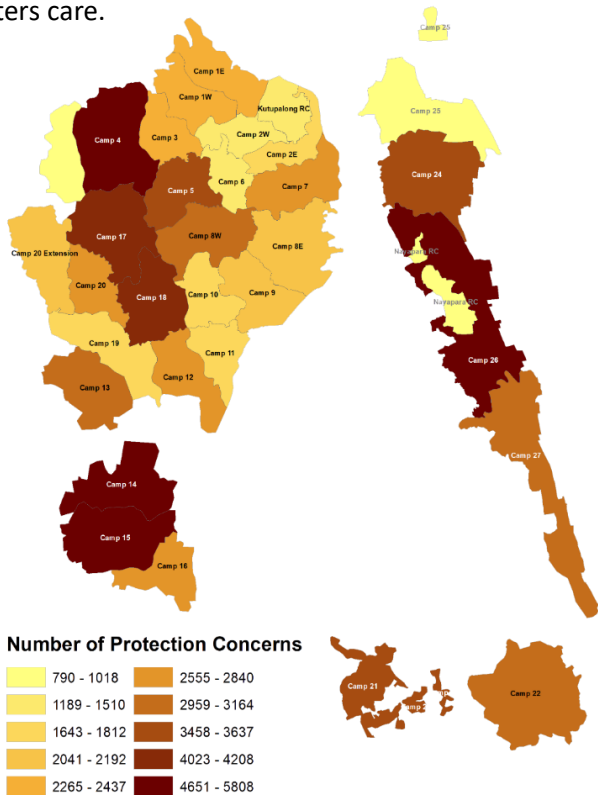 ters care.
Camp 25
Camp 1E
Camp 1W
Kutupalong RC
Camp 25
Camp 4
Camp 3
Camp 2W
Camp 2E
Camp 24
Camp 6
Camp 7
Camp 5
Camp 17
Camp 8W
Camp 8E
Camp 20 Extension
Nayapara RC
Camp 20
Camp 10
Camp 9
Camp 18
Nayapara RC
Camp 19
Camp 11
Camp 26
Camp 13
Camp 12
Camp 27
Camp 14
Camp 15
Camp 16
Number of Protection Concerns
790 - 1018
1189 - 1510
1643 - 1812
2041 - 2192
2265 - 2437
2555 - 2840
2959 - 3164
3458 - 3637
4023 - 4208
4651 - 5808
Camp 21
Camp 22